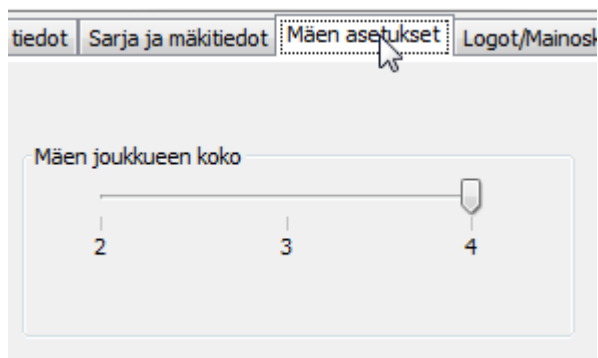 tiedot Sarja ja mäkitiedot Mäen asetukset Logot/Mainosk
Mäen joukkueen koko
2 3 4